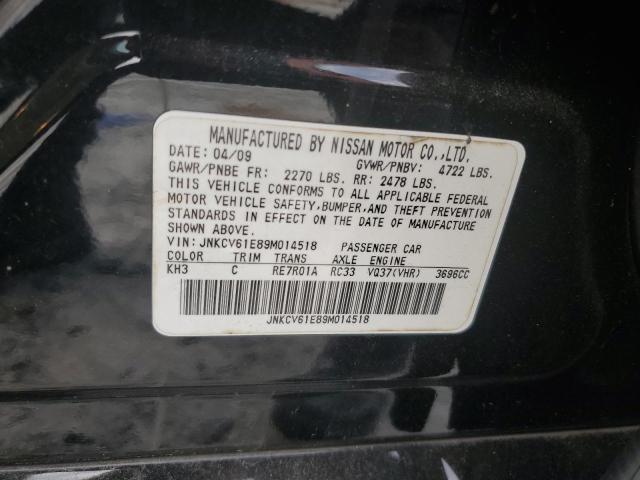 MANUFACTURED BY NISSAN MOTOR CO.,LTD.
DATE: 04/09 GVWR/PNBV: 4722 LBS.
GAWR/PNBE FR: 2270 LBS. RR: 2478 LBS.
THIS VEHICLE CONFORMS TO ALL APPLICABLE FEDERAL
MOTOR VEHICLE SAFETY, BUMPER, AND THEFT PREVENTION
STANDARDS IN EFFECT ON THE DATE OF MANUFACTURE
SHOWN ABOVE.
VIN: JNKCV61E89M014518 PASSENGER CAR
COLOR TRIM TRANS AXLE ENGINE
KH3 C RE7R01A RC33 VQ37(VHR) 3696CC
JNKCV61E89M014518